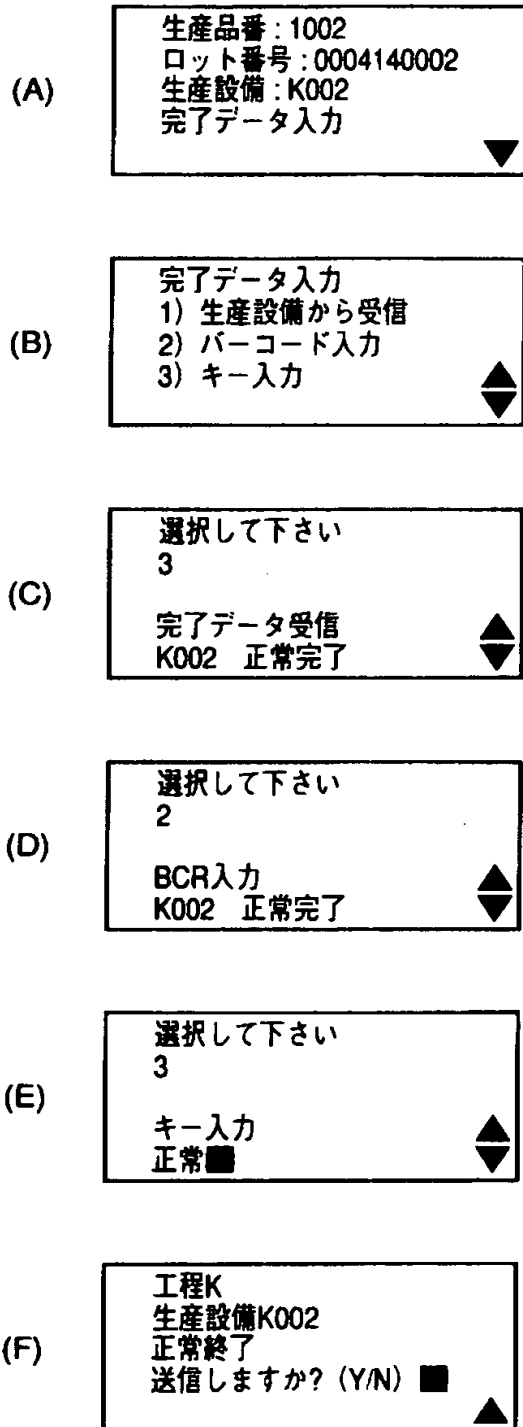 (A)
生産品番 : 1002
ロット番号 : 0004140002
生産設備 : K002
完了データ入力
(B)
完了データ入力
1) 生産設備から受信
2) バーコード入力
3) キー入力
(C)
選択して下さい
3
完了データ受信
K002 正常完了
(D)
選択して下さい
2
BCR入力
K002 正常完了
(E)
選択して下さい
3
キー入力
正常
(F)
工程K
生産設備K002
正常終了
送信しますか? (Y/N)